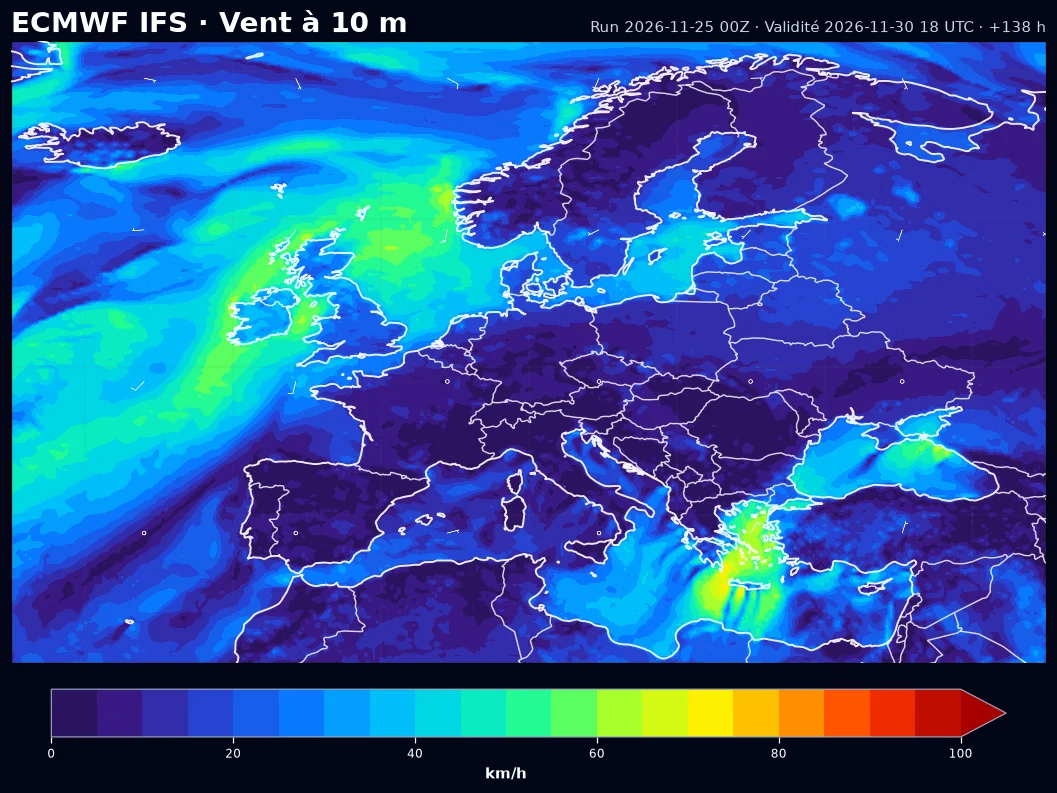 ECMWF IFS · Vent à 10 m
Run 2026-11-25 00Z · Validité 2026-11-30 18 UTC · +138 h
0 20 40 60 80 100
km/h